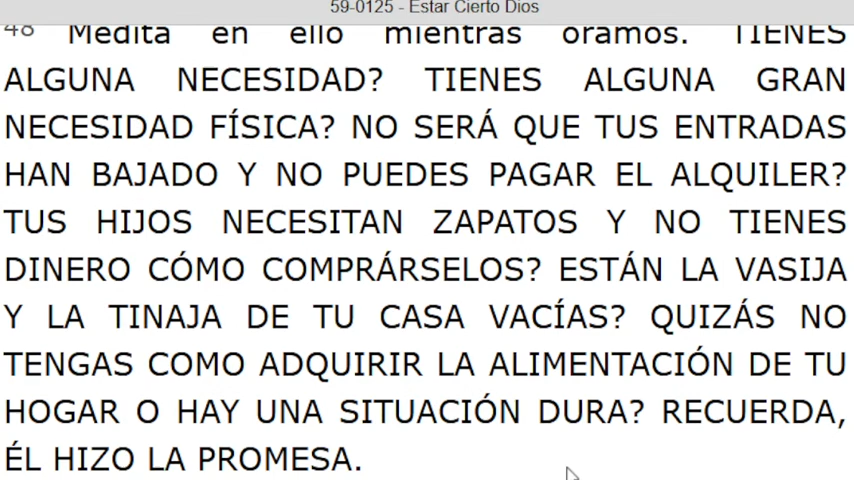 59-0125 - Estar Cierto Dios
48 Medita en ello mientras oramos. TIENES
ALGUNA NECESIDAD? TIENES ALGUNA GRAN
NECESIDAD FÍSICA? NO SERÁ QUE TUS ENTRADAS
HAN BAJADO Y NO PUEDES PAGAR EL ALQUILER?
TUS HIJOS NECESITAN ZAPATOS Y NO TIENES
DINERO CÓMO COMPRÁRSELOS? ESTÁN LA VASIJA
Y LA TINAJA DE TU CASA VACÍAS? QUIZÁS NO
TENGAS COMO ADQUIRIR LA ALIMENTACIÓN DE TU
HOGAR O HAY UNA SITUACIÓN DURA? RECUERDA,
ÉL HIZO LA PROMESA.